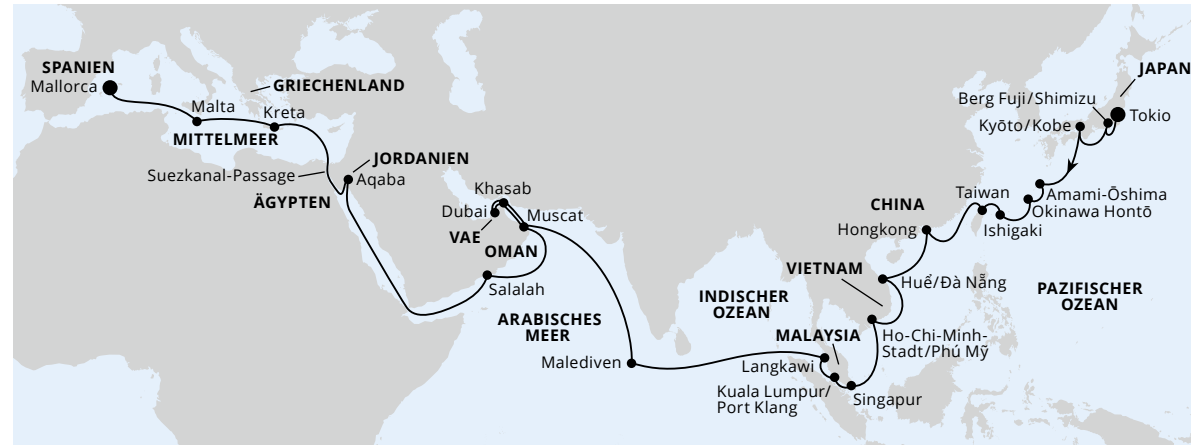 SPANIEN
Mallorca
GRIECHENLAND
Malta
Kreta
MITTELMEER
Suezkanal-Passage
JORDANIEN
Aqaba
ÄGYPTEN
Khasab
Dubai
Muscat
VAE
OMAN
Salalah
ARABISCHES
MEER
Malediven
INDISCHER
OZEAN
MALAYSIA
Langkawi
Kuala Lumpur/
Port Klang
Singapur
VIETNAM
Ho-Chi-Minh-
Stadt/Phú Mỹ
Huể/Đà Nẵng
CHINA
Hongkong
Taiwan
Ishigaki
Okinawa Hontō
Amami-Ōshima
Kyōto/Kobe
Berg Fuji/Shimizu
JAPAN
Tokio
PAZIFISCHER
OZEAN